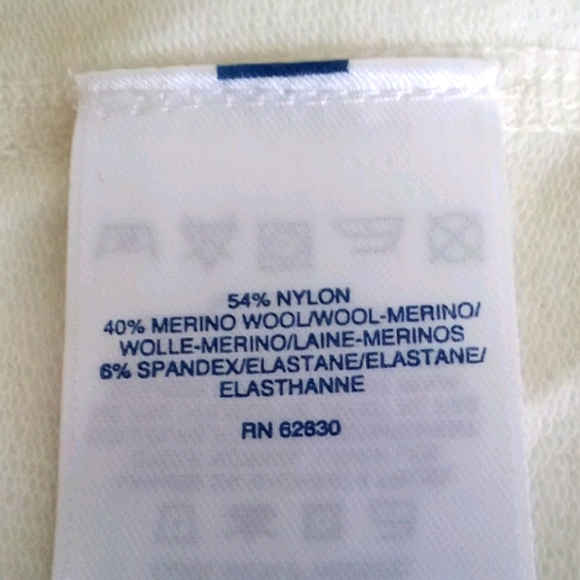 54% NYLON
40% MERINO WOOL/WOOL-MERINO/
WOLLE-MERINO/LAINE-MERINOS
6% SPANDEX/ELASTANE/ELASTANE/
ELASTHANNE
RN 62830